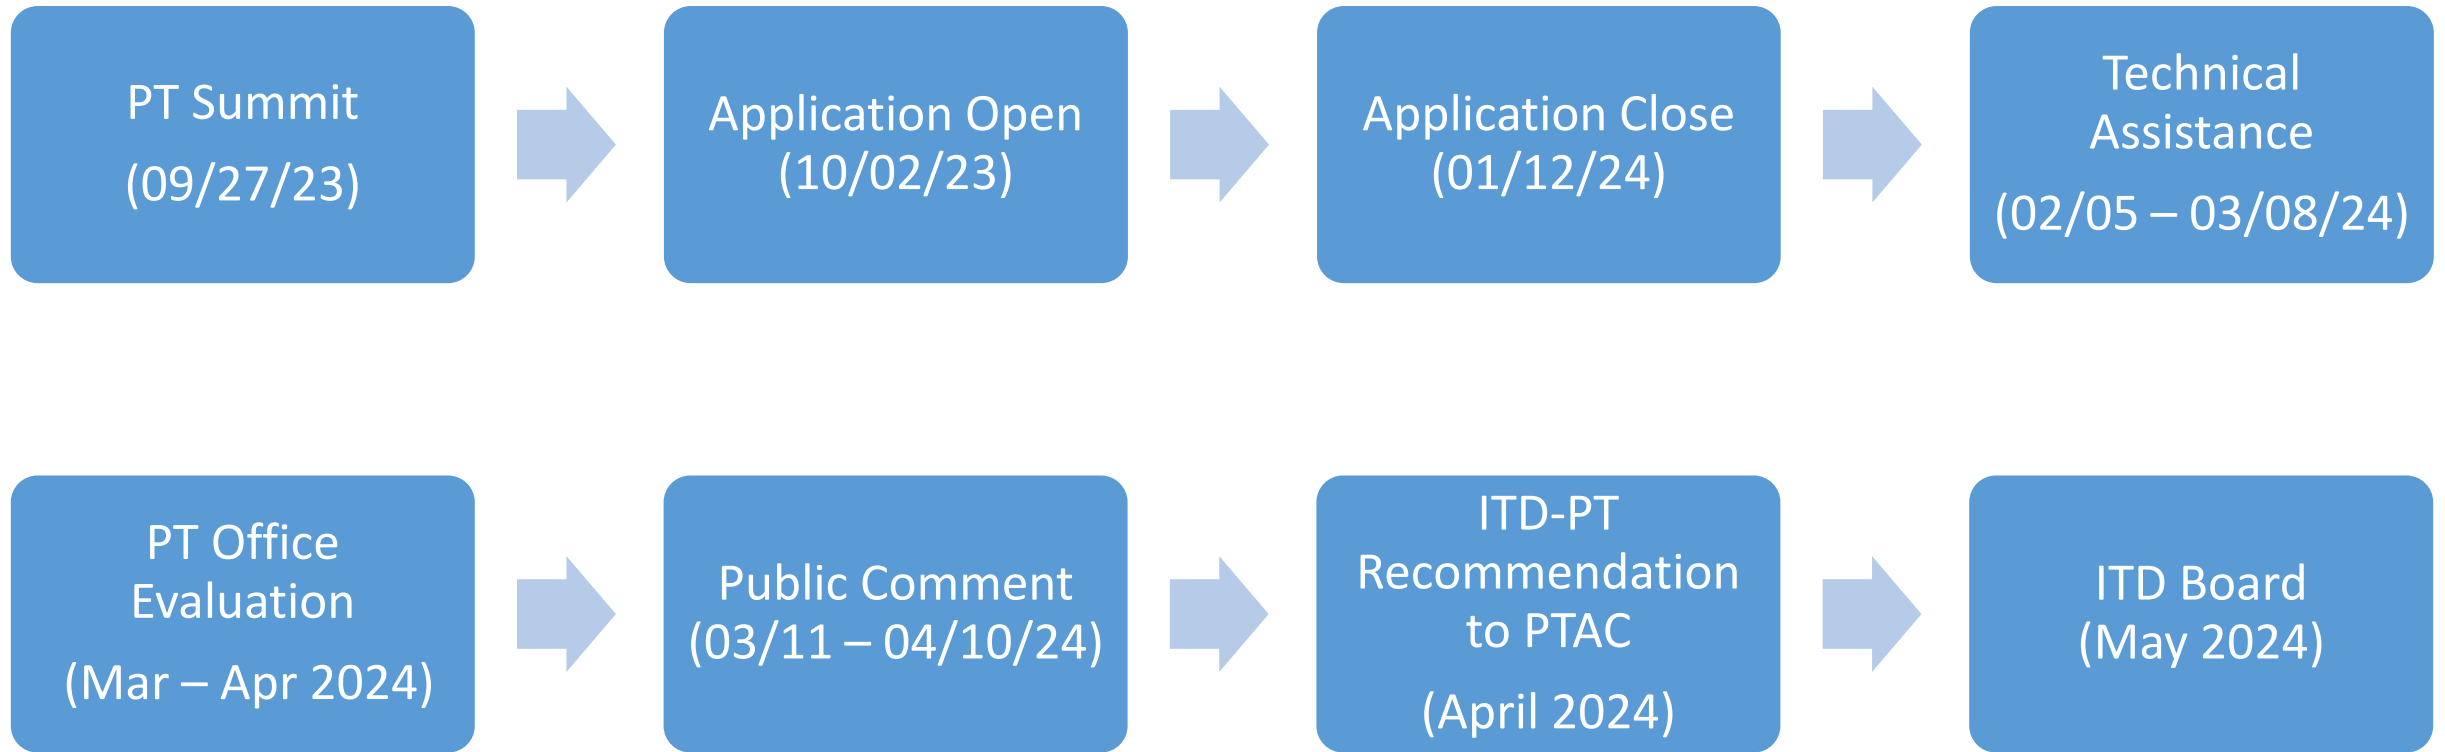 PT Summit
(09/27/23)
Application Open
(10/02/23)
Application Close
(01/12/24)
Technical
Assistance
(02/05 – 03/08/24)
PT Office
Evaluation
(Mar – Apr 2024)
Public Comment
(03/11 – 04/10/24)
ITD-PT
Recommendation
to PTAC
(April 2024)
ITD Board
(May 2024)